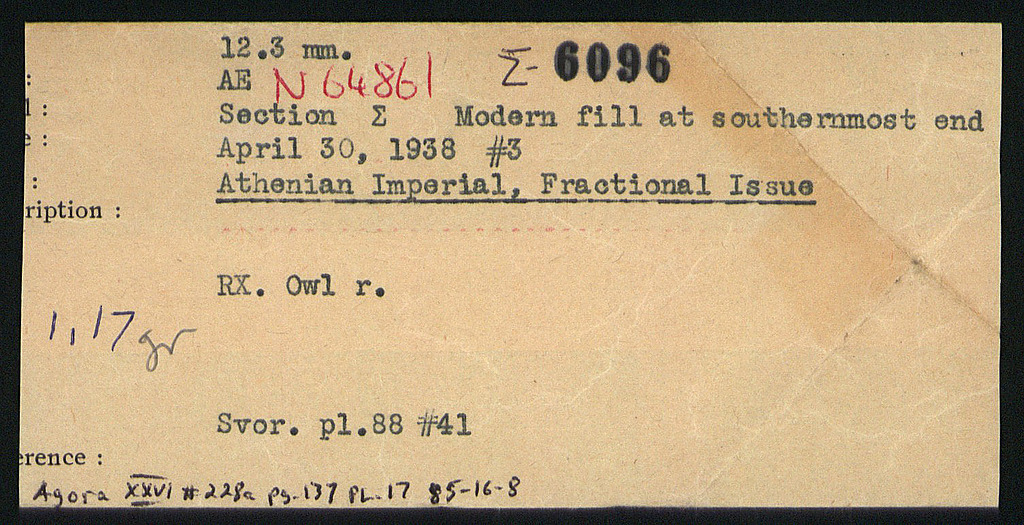 12.3 mm. Σ- 6096
: AE N 64861
l : Section Σ Modern fill at southernmost end
e : April 30, 1938 #3
: Athenian Imperial, Fractional Issue
ription :
RX. Owl r.
1,17 gr
Svor. pl.88 #41
erence :
Agora XXVI #228a pg. 137 PL. 17 85-16-8